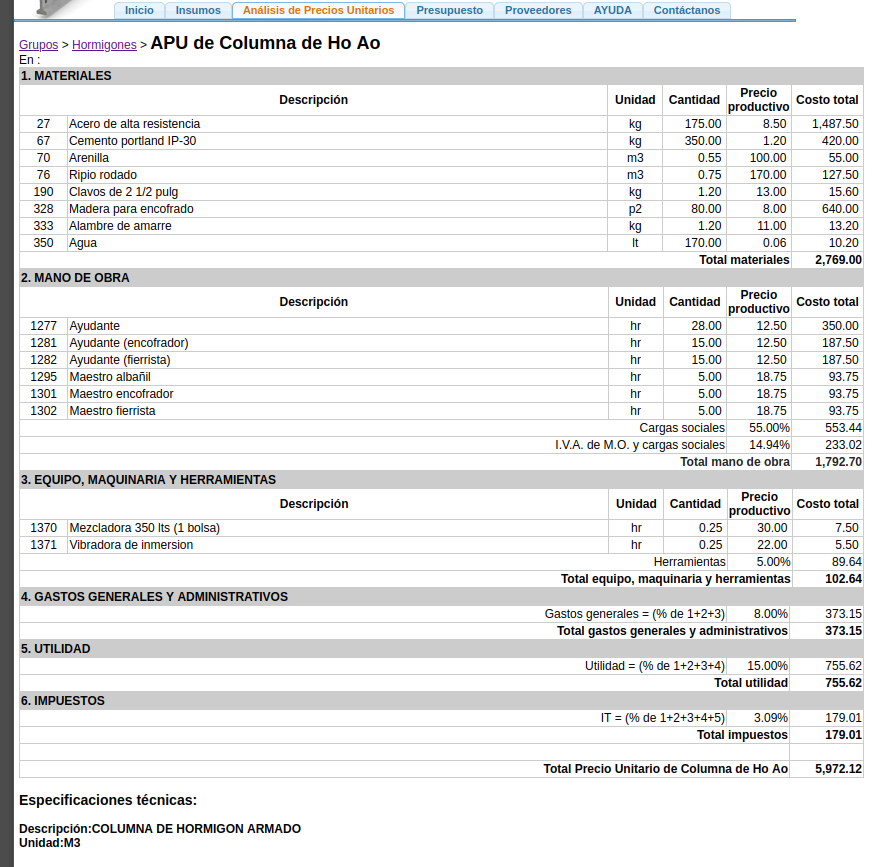 Inicio Insumos Análisis de Precios Unitarios Presupuesto Proveedores AYUDA Contáctanos
Grupos > Hormigones > APU de Columna de Ho Ao
En :
1. MATERIALES
Descripción Unidad Cantidad Precio productivo Costo total
27 Acero de alta resistencia kg 175.00 8.50 1,487.50
67 Cemento portland IP-30 kg 350.00 1.20 420.00
70 Arenilla m3 0.55 100.00 55.00
76 Ripio rodado m3 0.75 170.00 127.50
190 Clavos de 2 1/2 pulg kg 1.20 13.00 15.60
328 Madera para encofrado p2 80.00 8.00 640.00
333 Alambre de amarre kg 1.20 11.00 13.20
350 Agua lt 170.00 0.06 10.20
Total materiales 2,769.00
2. MANO DE OBRA
Descripción Unidad Cantidad Precio productivo Costo total
1277 Ayudante hr 28.00 12.50 350.00
1281 Ayudante (encofrador) hr 15.00 12.50 187.50
1282 Ayudante (fierrista) hr 15.00 12.50 187.50
1295 Maestro albañil hr 5.00 18.75 93.75
1301 Maestro encofrador hr 5.00 18.75 93.75
1302 Maestro fierrista hr 5.00 18.75 93.75
Cargas sociales 55.00% 553.44
I.V.A. de M.O. y cargas sociales 14.94% 233.02
Total mano de obra 1,792.70
3. EQUIPO, MAQUINARIA Y HERRAMIENTAS
Descripción Unidad Cantidad Precio productivo Costo total
1370 Mezcladora 350 lts (1 bolsa) hr 0.25 30.00 7.50
1371 Vibradora de inmersion hr 0.25 22.00 5.50
Herramientas 5.00% 89.64
Total equipo, maquinaria y herramientas 102.64
4. GASTOS GENERALES Y ADMINISTRATIVOS
Gastos generales = (% de 1+2+3) 8.00% 373.15
Total gastos generales y administrativos 373.15
5. UTILIDAD
Utilidad = (% de 1+2+3+4) 15.00% 755.62
Total utilidad 755.62
6. IMPUESTOS
IT = (% de 1+2+3+4+5) 3.09% 179.01
Total impuestos 179.01
Total Precio Unitario de Columna de Ho Ao 5,972.12
Especificaciones técnicas:
Descripción:COLUMNA DE HORMIGON ARMADO
Unidad:M3